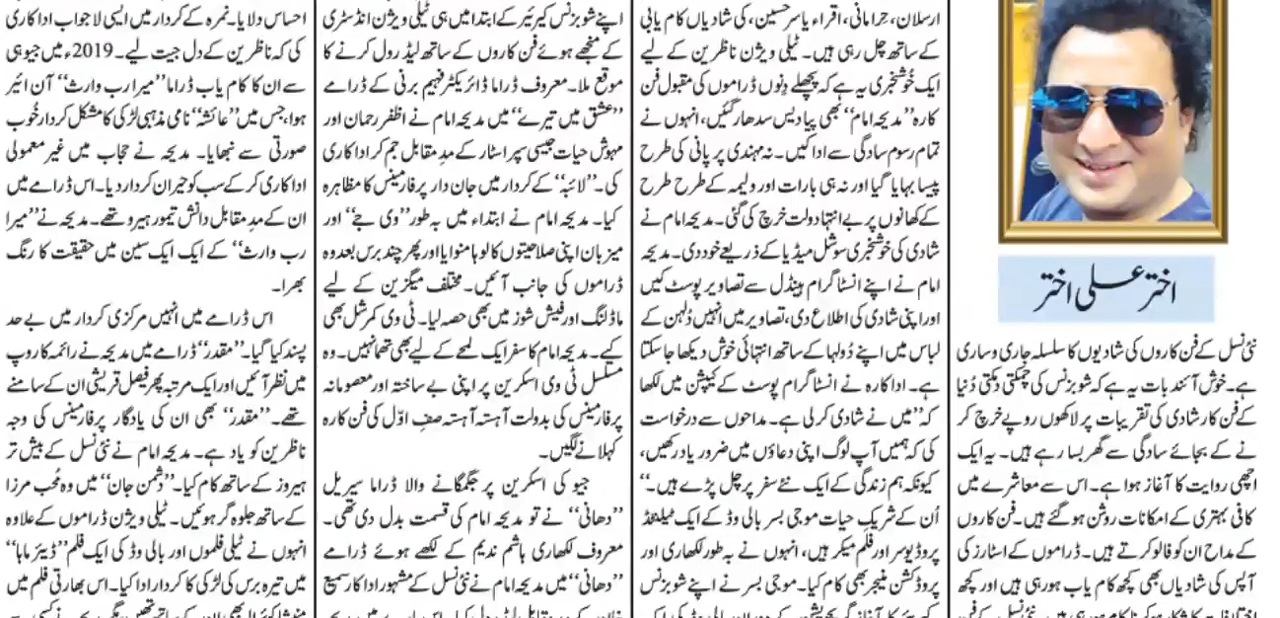 اختر علی اختر
نئی نسل کے فن کاروں کی شادیوں کا سلسلہ جاری و ساری
ہے۔ خوش آئند بات یہ ہے کہ شوبزنس کی چمکتی دمکتی دُنیا
کے فن کار شادی کی تقریبات پر لاکھوں روپے خرچ کر
نے کے بجائے سادگی سے گھر بسا رہے ہیں۔ یہ ایک
اچھی روایت کا آغاز ہوا ہے۔ اس سے معاشرے میں
کافی بہتری کے امکانات روشن ہوگئے ہیں۔ فن کاروں
کے مداح ان کو فالو کرتے ہیں۔ ڈراموں کے اسٹارز کی
آپس کی شادیاں بھی کچھ کام یاب ہورہی ہیں اور کچھ
ارسلان، حرامانی، اقراء یاسر حسین، کی شادیاں کام یابی
کے ساتھ چل رہی ہیں۔ ٹیلی ویژن ناظرین کے لیے
ایک خُوشخبری یہ ہے کہ پچھلے دِنوں ڈراموں کی مقبول فن
کارہ ’’مدیحہ امام‘‘ بھی پیا دیس سدھار گئیں، انہوں نے
تمام رسوم سادگی سے ادا کیں۔ نہ مہندی پر پانی کی طرح
پیسا بہایا گیا اور نہ ہی بارات اور ولیمہ کے طرح طرح
کے کھانوں پر بے انتہا دولت خرچ کی گئی۔ مدیحہ امام نے
شادی کی خوشخبری سوشل میڈیا کے ذریعے خود دی۔ مدیحہ
امام نے اپنے انسٹا گرام ہینڈل سے تصاویر پوسٹ کیں
اور اپنی شادی کی اطلاع دی، تصاویر میں انہیں دُلہن کے
لباس میں اپنے دُولہا کے ساتھ انتہائی خوش دیکھا جاسکتا
ہے۔ اداکارہ نے انسٹا گرام پوسٹ کے کیپشن میں لکھا
کہ ’’میں نے شادی کرلی ہے۔ مداحوں سے درخواست
کی کہ ہمیں آپ لوگ اپنی دعاؤں میں ضرور یاد رکھیں،
کیونکہ ہم زندگی کے ایک نئے سفر پر چل پڑے ہیں۔‘‘
اُن کے شریکِ حیات موجی بسر بالی وڈ کے ایک ٹیلنٹڈ
پروڈیوسر اور فلم میکر ہیں، انہوں نے بہ طور لکھاری اور
پروڈکشن منیجر بھی کام کیا۔ موجی بسر نے اپنے شوبزنس
اپنے شوبزنس کیرئیر کے ابتدا میں ہی ٹیلی ویژن انڈسٹری
کے منجھے ہوئے فن کاروں کے ساتھ لیڈ رول کرنے کا
موقع ملا۔ معروف ڈراما ڈائریکٹر فہیم برنی کے ڈرامے
’’عشق میں تیرے‘‘ میں مدیحہ امام نے اظفر رحمان اور
مہوش حیات جیسی سپر اسٹار کے مدِ مقابل جم کر اداکاری
کی۔ ’’لائبہ‘‘ کے کردار میں جان دار پرفارمینس کا مظاہرہ
کیا۔ مدیحہ امام نے ابتداء میں بہ طور ’’وی جے‘‘ اور
میزبان اپنی صلاحیتوں کا لوہا منوایا اور پھر چند برس بعد وہ
ڈراموں کی جانب آئیں۔ مختلف میگزین کے لیے
ماڈلنگ اور فیشن شوز میں بھی حصہ لیا۔ ٹی وی کمرشل بھی
کیے۔ مدیحہ امام کا سفر ایک لمحے کے لیے بھی تھما نہیں۔ وہ
مسلسل ٹی وی اسکرین پر اپنی بے ساختہ اور معصومانہ
پرفارمینس کی بدولت آہستہ آہستہ صفِ اوّل کی فن کارہ
کہلانے لگیں۔
جیو کی اسکرین پر جگمگانے والا ڈراما سیریل
’’دھانی‘‘ نے تو مدیحہ امام کی قسمت بدل دی تھی۔
معروف لکھاری ہاشم ندیم کے لکھے ہوئے ڈرامے
’’دھانی‘‘ میں مدیحہ امام نے نئی نسل کے مشہور اداکار سمیع
احساس دلایا۔ نمرہ کے کردار میں ایسی لاجواب اداکاری
کی کہ ناظرین کے دل جیت لیے۔ 2019ء میں جیو ہی
سے ان کا کام یاب ڈراما ’’میرا رب وارث‘‘ آن ائیر
ہوا، جس میں ’’عائشہ‘‘ نامی مذہبی لڑکی کا مشکل کردار خُوب
صورتی سے نبھایا۔ مدیحہ نے حجاب میں غیر معمولی
اداکاری کر کے سب کو حیران کر دیا۔ اس ڈرامے میں
ان کے مدِ مقابل دانش تیمور ہیرو تھے۔ مدیحہ نے ’’میرا
رب وارث‘‘ کے ایک ایک سین میں حقیقت کا رنگ
بھرا۔
اس ڈرامے میں انہیں مرکزی کردار میں بے حد
پسند کیا گیا۔ ’’مقدر‘‘ ڈرامے میں مدیحہ نے رائمہ کا روپ
میں نظر آئیں اور ایک مرتبہ پھر فیصل قریشی ان کے سامنے
تھے۔ ’’مقدر‘‘ بھی ان کی یادگار پرفارمینس کی وجہ
ناظرین کو یاد ہے۔ مدیحہ امام نے نئی نسل کے بیش تر
ہیروز کے ساتھ کام کیا۔ ’’دشمنِ جان‘‘ میں وہ مُحب مرزا
کے ساتھ جلوہ گر ہوئیں۔ ٹیلی ویژن ڈراموں کے علاوہ
انہوں نے ٹیلی فلموں اور بالی وڈ کی ایک فلم ’’ڈیئر مایا‘‘
میں تیرہ برس کی لڑکی کا کردار ادا کیا۔ اس بھارتی فلم میں